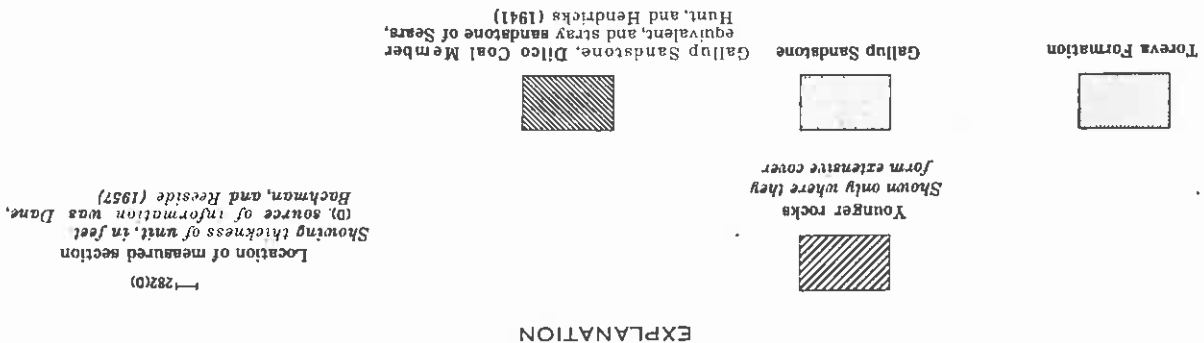 EXPLANATION
282(D)
Location of measured section
Showing thickness of unit, in feet
(D), source of information was Dane,
Bachman, and Reeside (1957)
Younger rocks
Shown only where they
form extensive cover
Gallup Sandstone, Dilco Coal Member
equivalent, and stray sandstone of Sears,
Hunt, and Hendricks (1941)
Gallup Sandstone
Toreva Formation